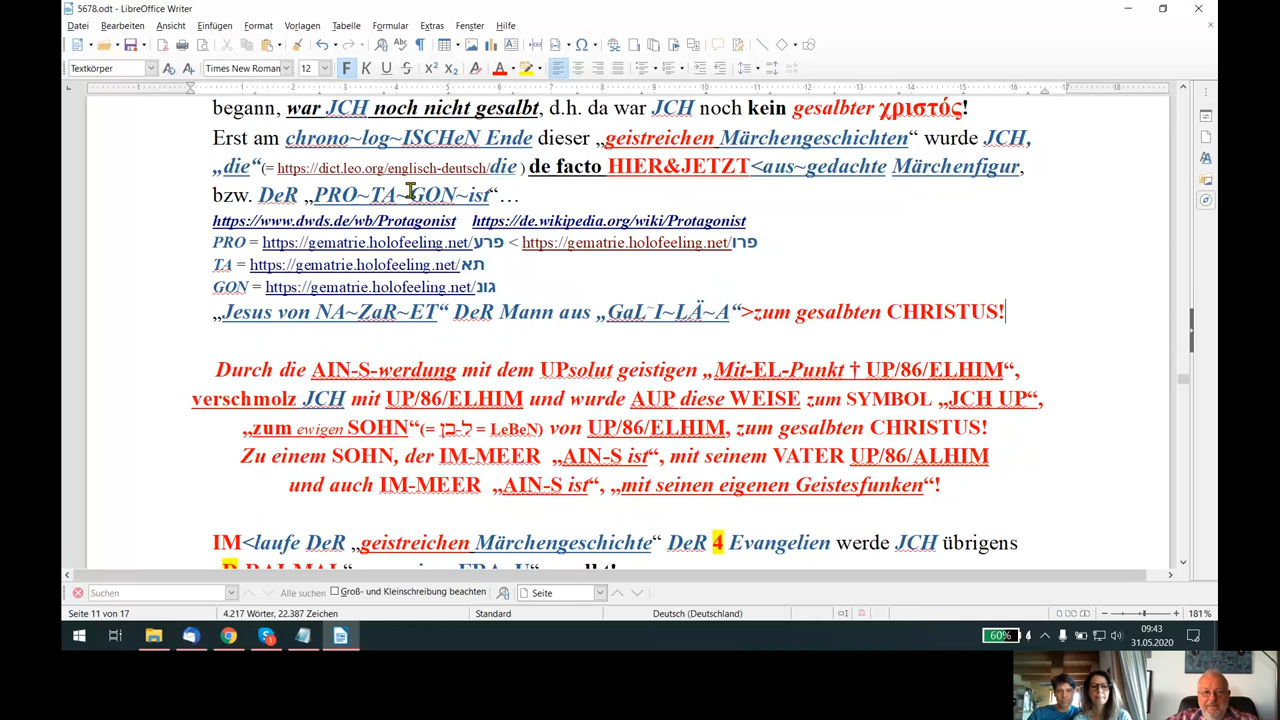 5678.odt - LibreOffice Writer
Datei Bearbeiten Ansicht Einfügen Format Vorlagen Tabelle Formular Extras Fenster Hilfe
Textkörper Times New Roman 12 F K U S
begann, war JCH noch nicht gesalbt, d.h. da war JCH noch kein gesalbter χριστός!
Erst am chrono~log~ISCHeN Ende dieser „geistreichen Märchengeschichten“ wurde JCH,
„die“(= https://dict.leo.org/englisch-deutsch/die ) de facto HIER&JETZT<aus~gedachte Märchenfigur,
bzw. DeR „PRO~TA~GON~ist“…
https://www.dwds.de/wb/Protagonist https://de.wikipedia.org/wiki/Protagonist
PRO = https://gematrie.holofeeling.net/פרע < https://gematrie.holofeeling.net/פרו
TA = https://gematrie.holofeeling.net/תא
GON = https://gematrie.holofeeling.net/גונ
„Jesus von NA~ZaR~ET“ DeR Mann aus „GaL~I~LÄ~A“>zum gesalbten CHRISTUS!
Durch die AIN-S-werdung mit dem UPsolut geistigen „Mit-EL-Punkt † UP/86/ELHIM“,
verschmolz JCH mit UP/86/ELHIM und wurde AUP diese WEISE zum SYMBOL „JCH UP“,
„zum ewigen SOHN“(= ל-בן = LeBeN) von UP/86/ELHIM, zum gesalbten CHRISTUS!
Zu einem SOHN, der IM-MEER „AIN-S ist“, mit seinem VATER UP/86/ALHIM
und auch IM-MEER „AIN-S ist“, „mit seinen eigenen Geistesfunken“!
IM<laufe DeR „geistreichen Märchengeschichte“ DeR 4 Evangelien werde JCH übrigens
Suchen Alle suchen Groß- und Kleinschreibung beachten Seite
Seite 11 von 17 4.217 Wörter, 22.387 Zeichen Standard Deutsch (Deutschland) 181%
60% 09:43
31.05.2020